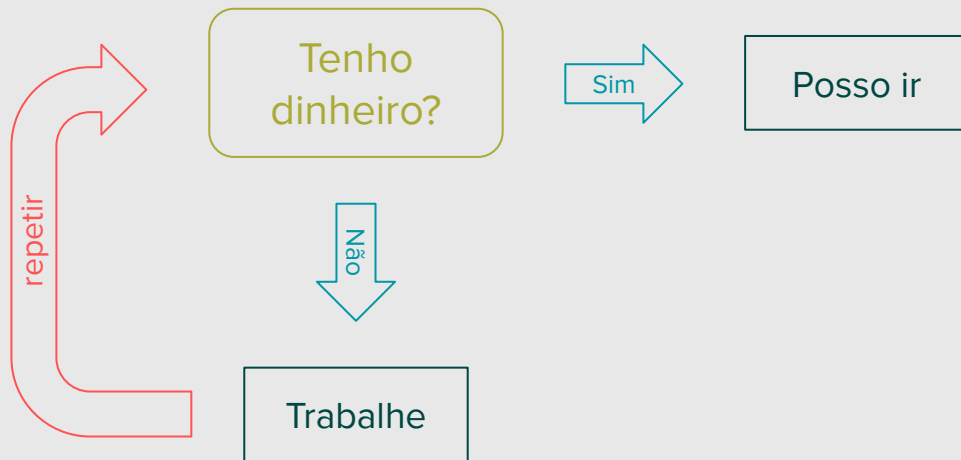 Tenho
dinheiro?
Sim
Posso ir
Não
repetir
Trabalhe